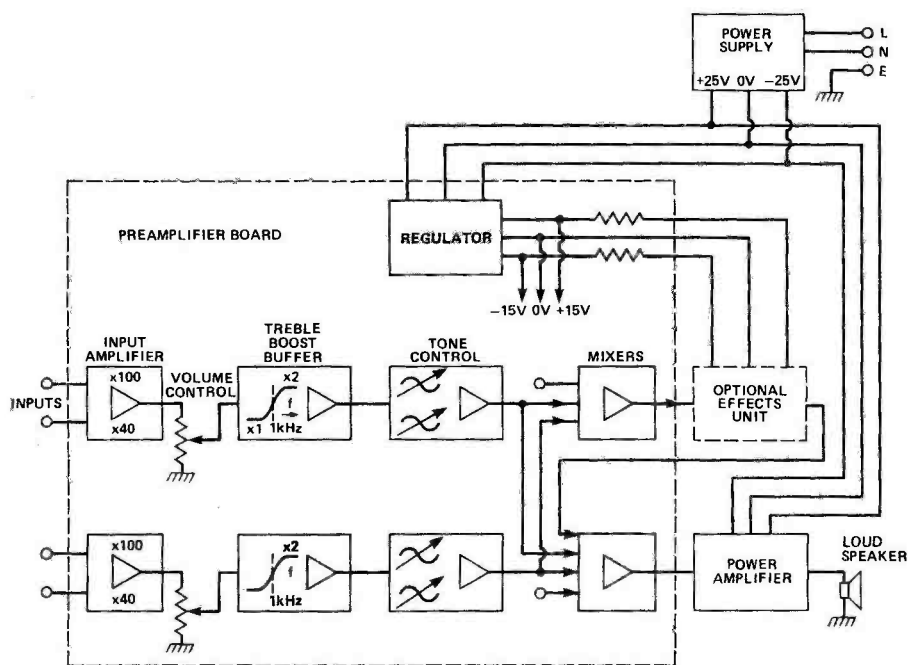 POWER
SUPPLY
+25V 0V −25V
L
N
E
PREAMPLIFIER BOARD
REGULATOR
−15V 0V +15V
INPUT
AMPLIFIER
x100
x40
INPUTS
VOLUME
CONTROL
TREBLE
BOOST
BUFFER
x2
f
x1
1kHz
TONE
CONTROL
MIXERS
OPTIONAL
EFFECTS
UNIT
x100
x40
x2
f
1kHz
POWER
AMPLIFIER
LOUD
SPEAKER